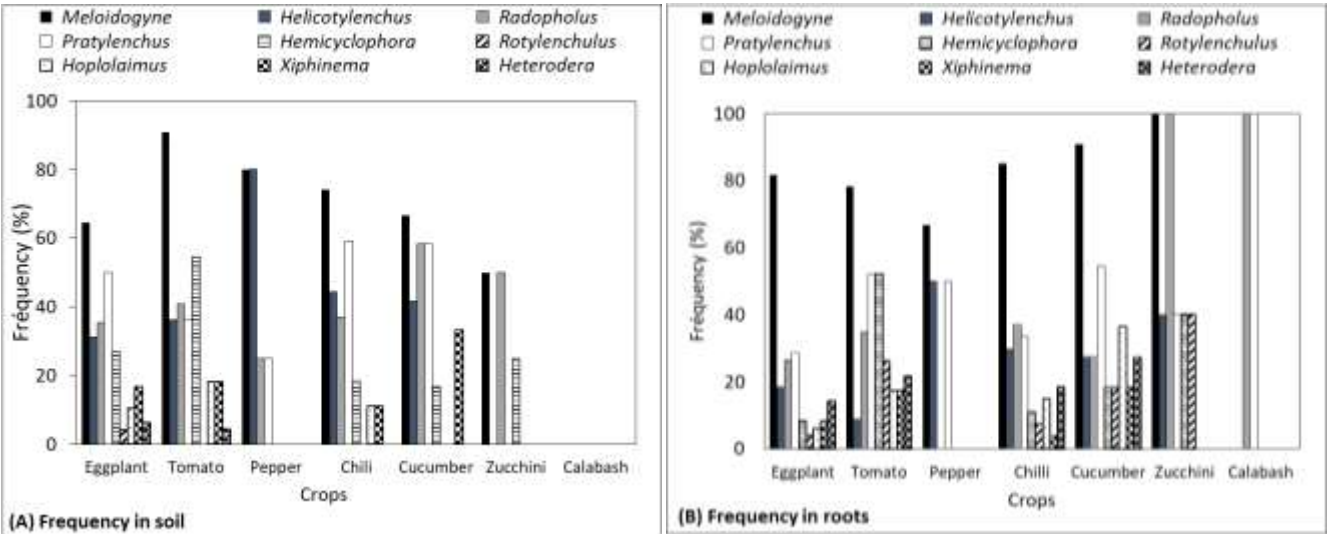 Meloidogyne Helicotylenchus Radopholus
Pratylenchus Hemicyclophora Rotylenchulus
Hoplolaimus Xiphinema Heterodera
100
80
60
40
20
0
Fréquency (%)
Eggplant Tomato Pepper Chili Cucumber Zucchini Calabash
Crops
(A) Frequency in soil
Meloidogyne Helicotylenchus Radopholus
Pratylenchus Hemicyclophora Rotylenchulus
Hoplolaimus Xiphinema Heterodera
100
80
60
40
20
0
Fréquency (%)
Eggplant Tomato Pepper Chilli Cucumber Zucchini Calabash
Crops
(B) Frequency in roots